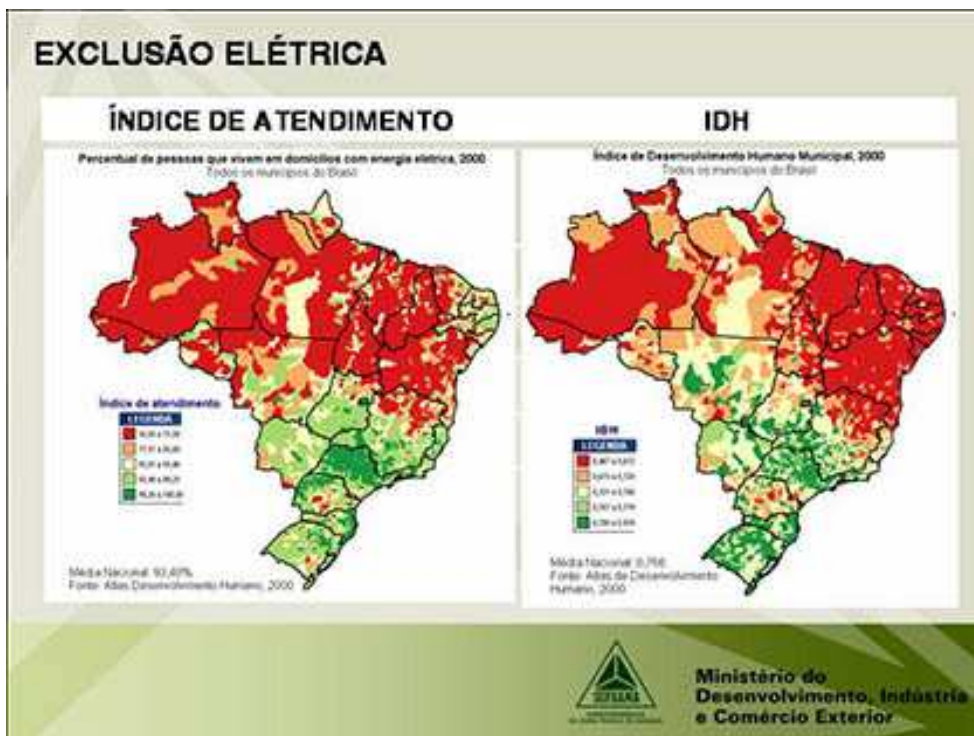 EXCLUSÃO ELÉTRICA
ÍNDICE DE ATENDIMENTO
Percentual de pessoas que vivem em domicílios com energia elétrica, 2000
Todos os municípios do Brasil
Índice de atendimento
LEGENDA
Média Nacional: 93,48%
Fonte: Atlas Desenvolvimento Humano, 2000
IDH
Índice de Desenvolvimento Humano Municipal, 2000
Todos os municípios do Brasil
IDH
LEGENDA
Média Nacional: 0,766
Fonte: Atlas de Desenvolvimento
Humano, 2000
SUFRAMA
Ministério do
Desenvolvimento, Indústria
e Comércio Exterior